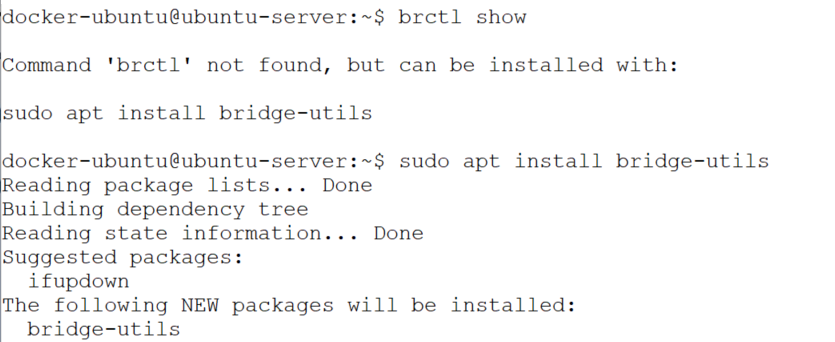 docker-ubuntu@ubuntu-server:~$ brctl show
Command 'brctl' not found, but can be installed with:
sudo apt install bridge-utils
docker-ubuntu@ubuntu-server:~$ sudo apt install bridge-utils
Reading package lists... Done
Building dependency tree
Reading state information... Done
Suggested packages:
  ifupdown
The following NEW packages will be installed:
  bridge-utils